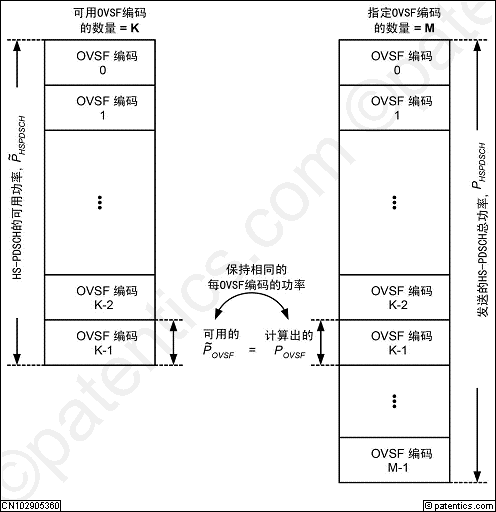 可用OVSF编码
的数量 = K
OVSF 编码
0
OVSF 编码
1
OVSF 编码
K-2
OVSF 编码
K-1
HS-PDSCH的可用功率, P̃HSPDSCH
保持相同的
每OVSF编码的功率
可用的
P̃OVSF
=
计算出的
POVSF
指定OVSF编码
的数量 = M
OVSF 编码
0
OVSF 编码
1
OVSF 编码
K-2
OVSF 编码
K-1
OVSF 编码
M-1
发送的HS-PDSCH总功率, PHSPDSCH
©patentics.com
©patentics.com
CN102905360
© patentics.com